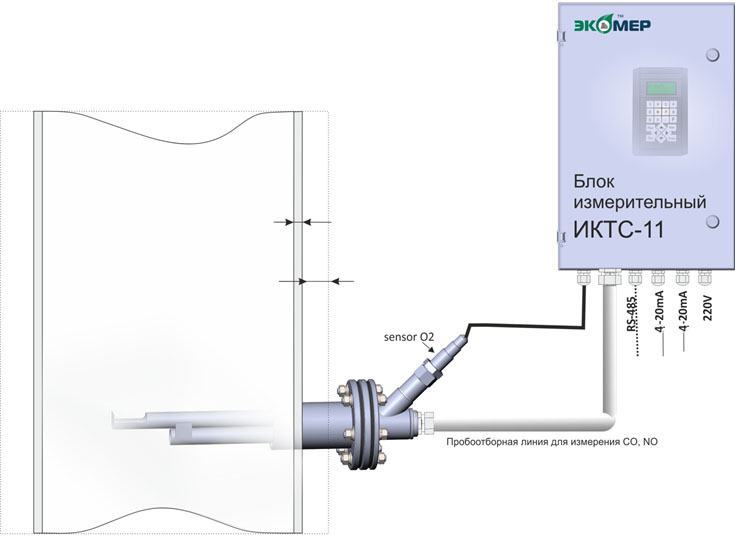 ЭКОМЕР™
Блок
измерительный
ИКТС-11
RS-485
4-20mA
4-20mA
220V
sensor O2
Пробоотборная линия для измерения CO, NO